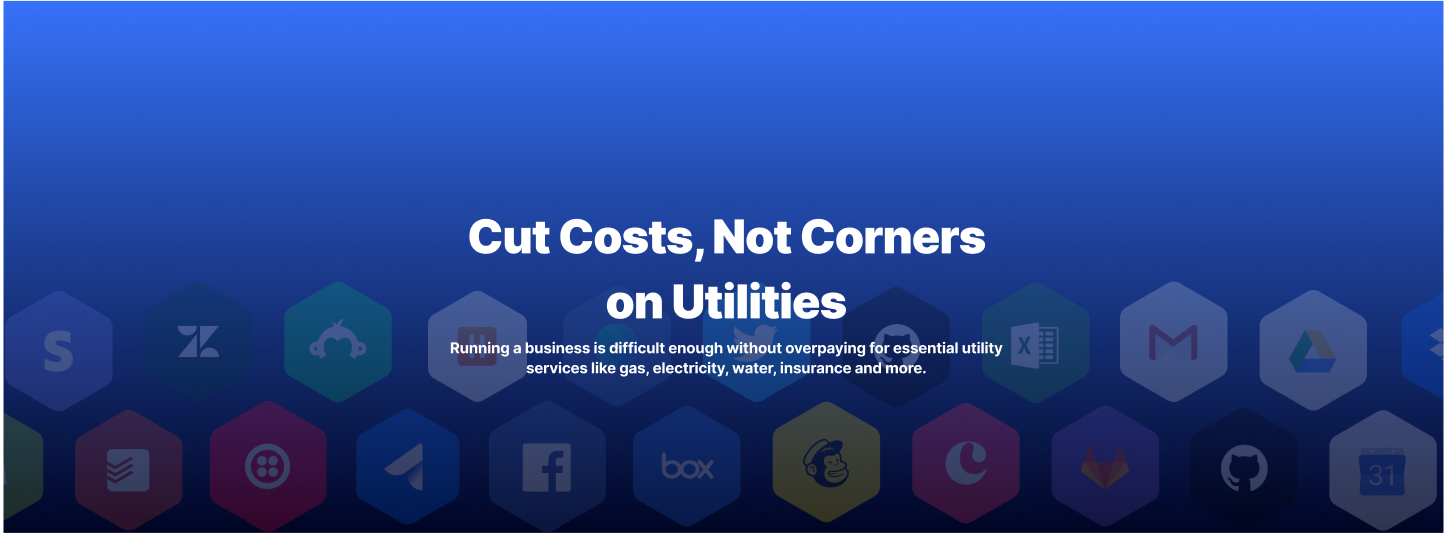 Cut Costs, Not Corners
on Utilities
Running a business is difficult enough without overpaying for essential utility
services like gas, electricity, water, insurance and more.
S
X
box
31